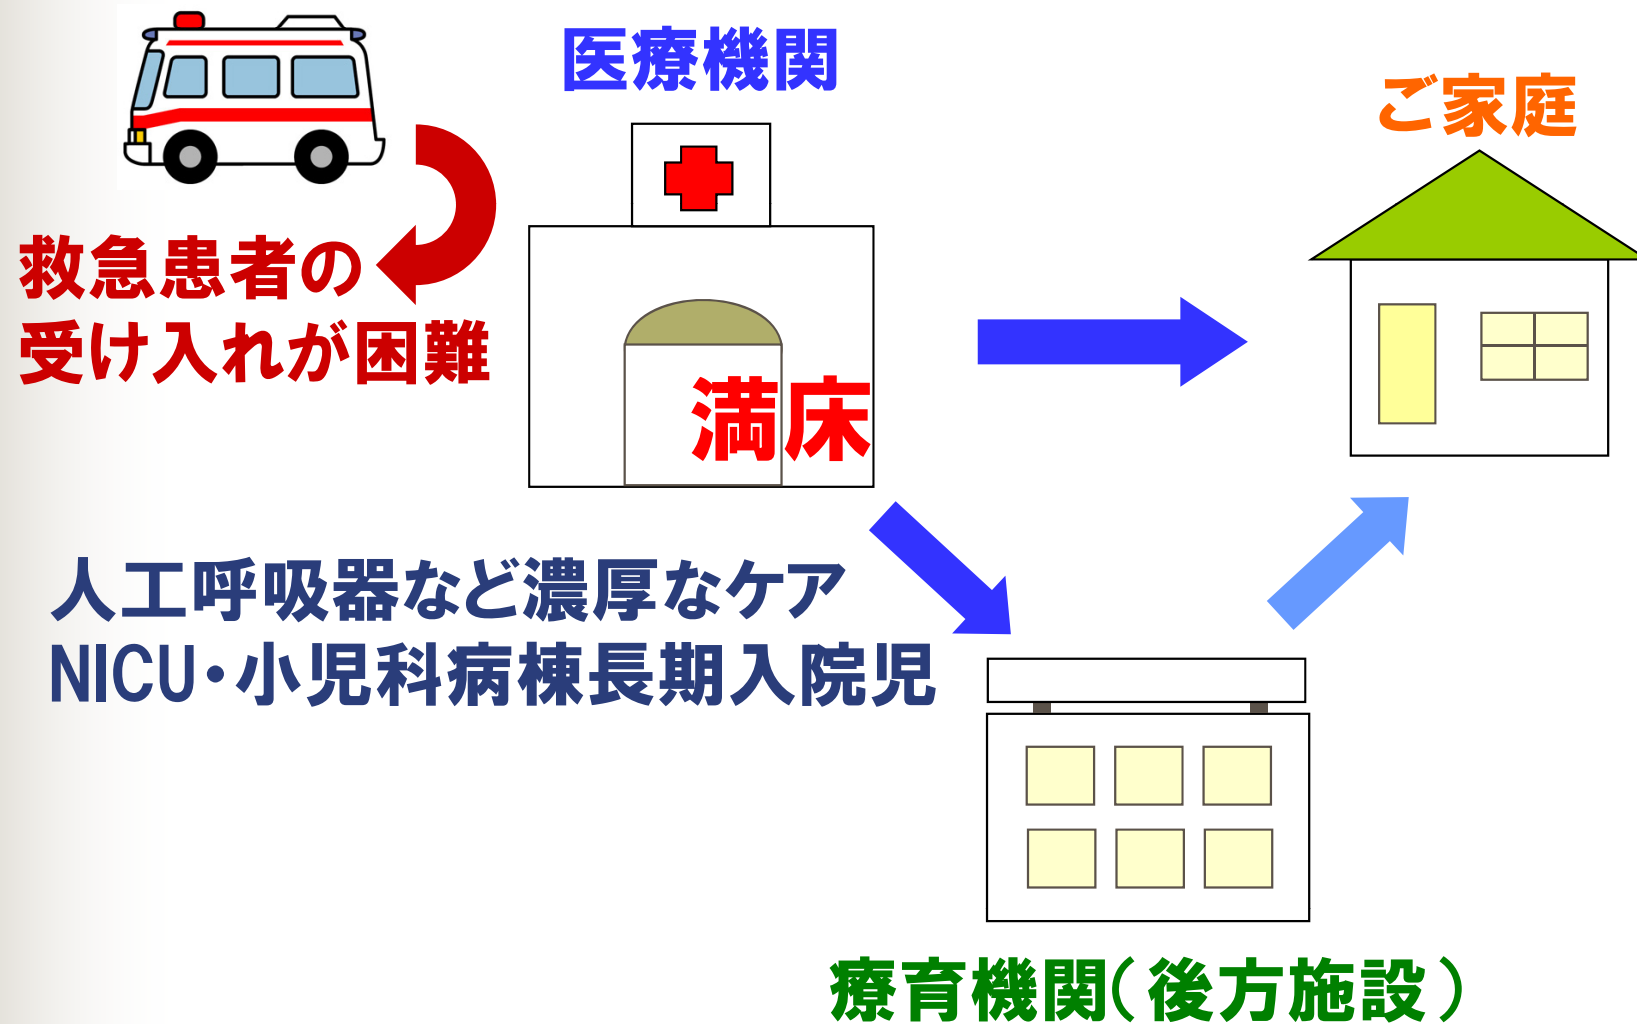 医療機関
ご家庭
救急患者の
受け入れが困難
満床
人工呼吸器など濃厚なケア
NICU・小児科病棟長期入院児
療育機関(後方施設)